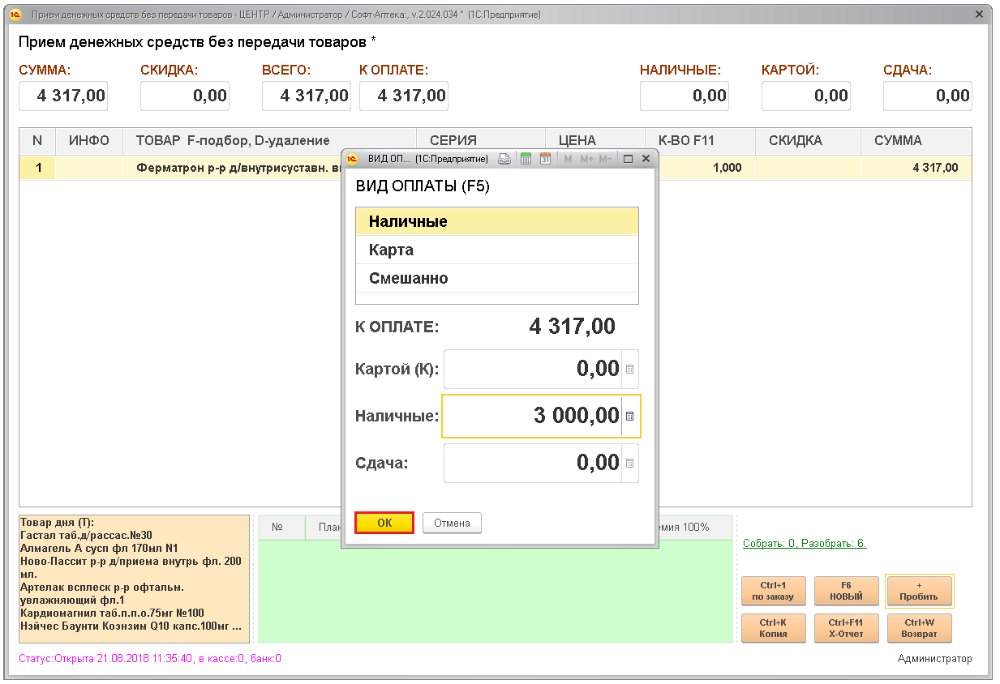 Прием денежных средств без передачи товаров - ЦЕНТР / Администратор / Софт-Аптека:, v.2.024.034 * (1С:Предприятие)
Прием денежных средств без передачи товаров *
СУММА: СКИДКА: ВСЕГО: К ОПЛАТЕ: НАЛИЧНЫЕ: КАРТОЙ: СДАЧА:
4 317,00 0,00 4 317,00 4 317,00 0,00 0,00 0,00
N ИНФО ТОВАР F-подбор, D-удаление СЕРИЯ ЦЕНА К-ВО F11 СКИДКА СУММА
1 Ферматрон р-р д/внутрисуставн. 1,000 4 317,00
ВИД ОП... (1С:Предприятие) M M+ M-
ВИД ОПЛАТЫ (F5)
Наличные
Карта
Смешанно
К ОПЛАТЕ: 4 317,00
Картой (К): 0,00
Наличные: 3 000,00
Сдача: 0,00
ОК Отмена
Товар дня (Т):
Гастал таб.д/рассас.№30
Алмагель А сусп фл 170мл N1
Ново-Пассит р-р д/приема внутрь фл. 200
мл.
Артелак всплеск р-р офтальм.
увлажняющий фл.1
Кардиомагнил таб.п.п.о.75мг №100
Нэйчес Баунти Коэнзим Q10 капс.100мг ...
№ План мия 100%
Собрать: 0, Разобрать: 6.
Ctrl+1 F6 +
по заказу НОВЫЙ Пробить
Ctrl+K Ctrl+F11 Ctrl+W
Копия X-Отчет Возврат
Статус:Открыта 21.08.2018 11:35:40, в кассе:0, банк:0 Администратор